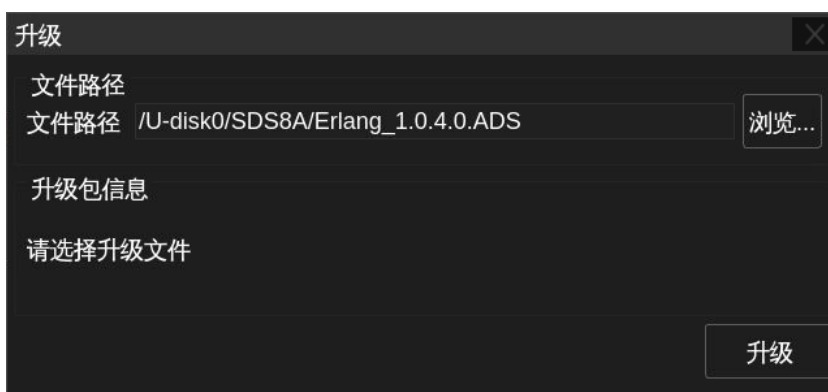 升级
文件路径
文件路径 /U-disk0/SDS8A/Erlang_1.0.4.0.ADS 浏览...
升级包信息
请选择升级文件
升级